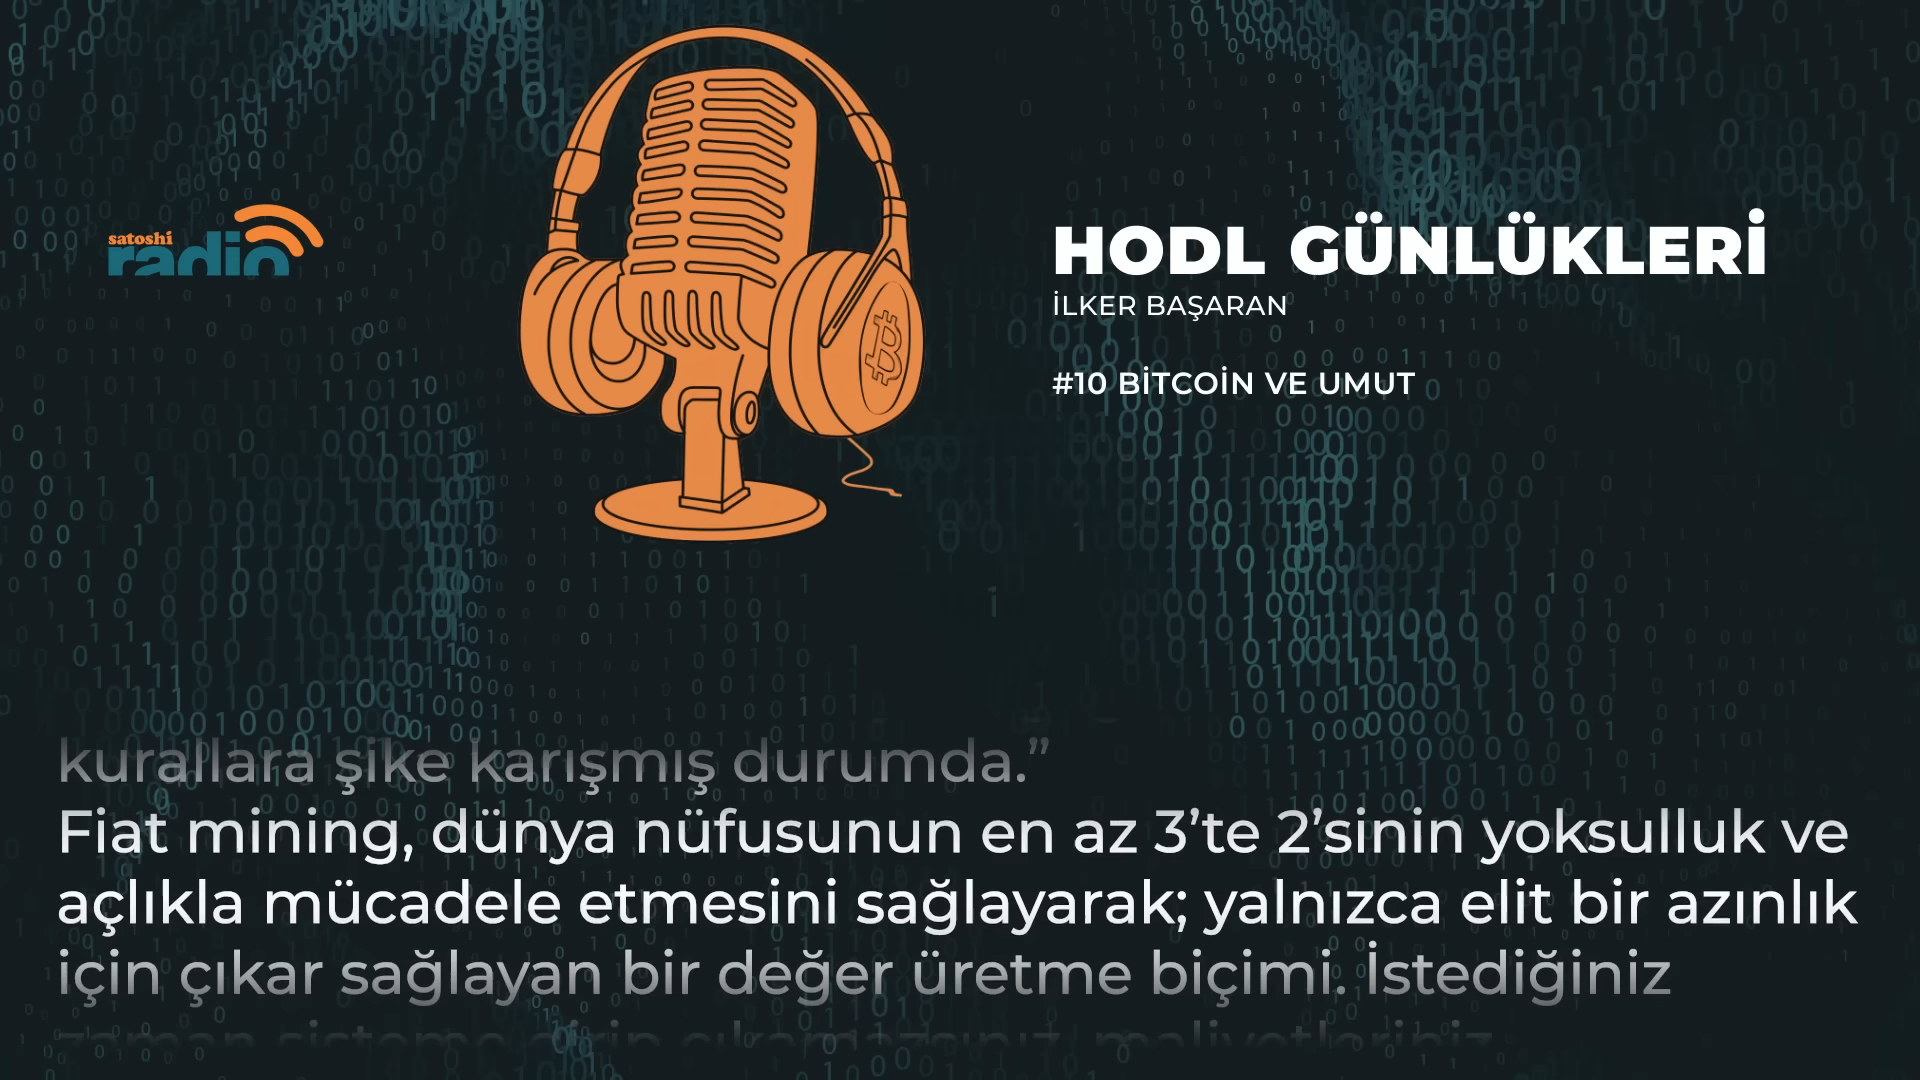 satoshi
radio
HODL GÜNLÜKLERİ
İLKER BAŞARAN
#10 BİTCOİN VE UMUT
kurallara şike karışmış durumda.”
Fiat mining, dünya nüfusunun en az 3’te 2’sinin yoksulluk ve
açlıkla mücadele etmesini sağlayarak; yalnızca elit bir azınlık
için çıkar sağlayan bir değer üretme biçimi. İstediğiniz